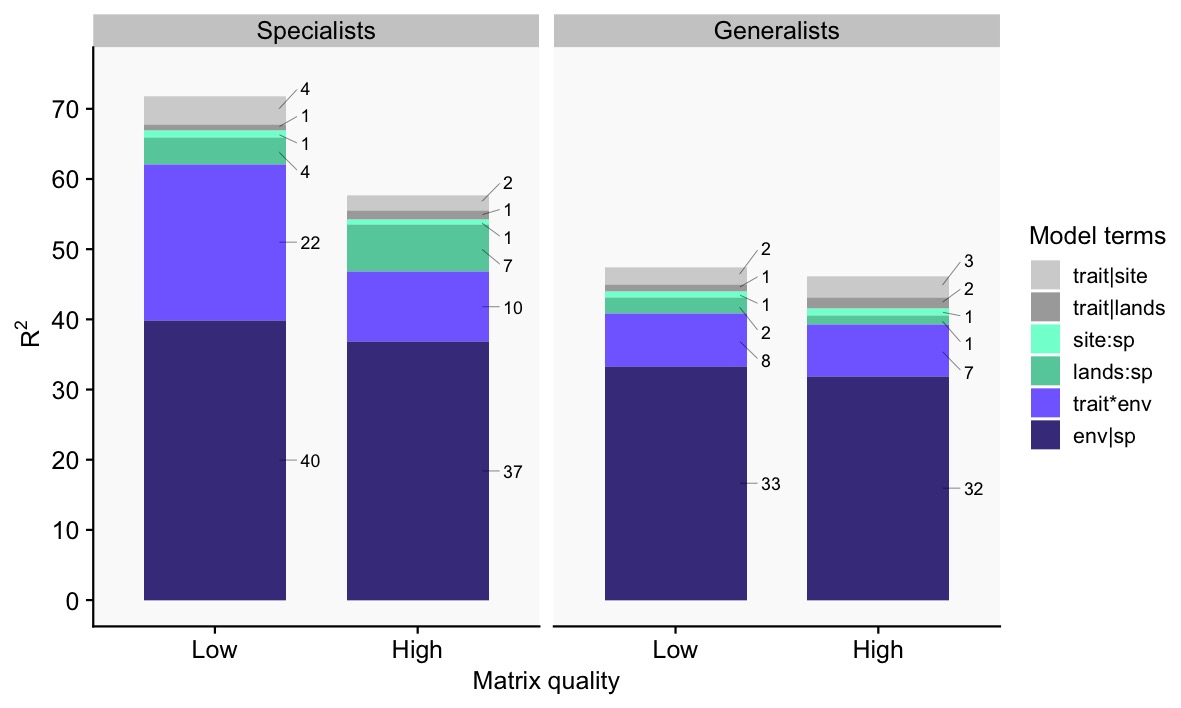 Specialists
Generalists
R²
70
60
50
40
30
20
10
0
4
1
1
4
22
40
2
1
1
7
10
37
2
1
1
2
8
33
3
2
1
1
7
32
Low
High
Low
High
Matrix quality
Model terms
trait|site
trait|lands
site:sp
lands:sp
trait*env
env|sp